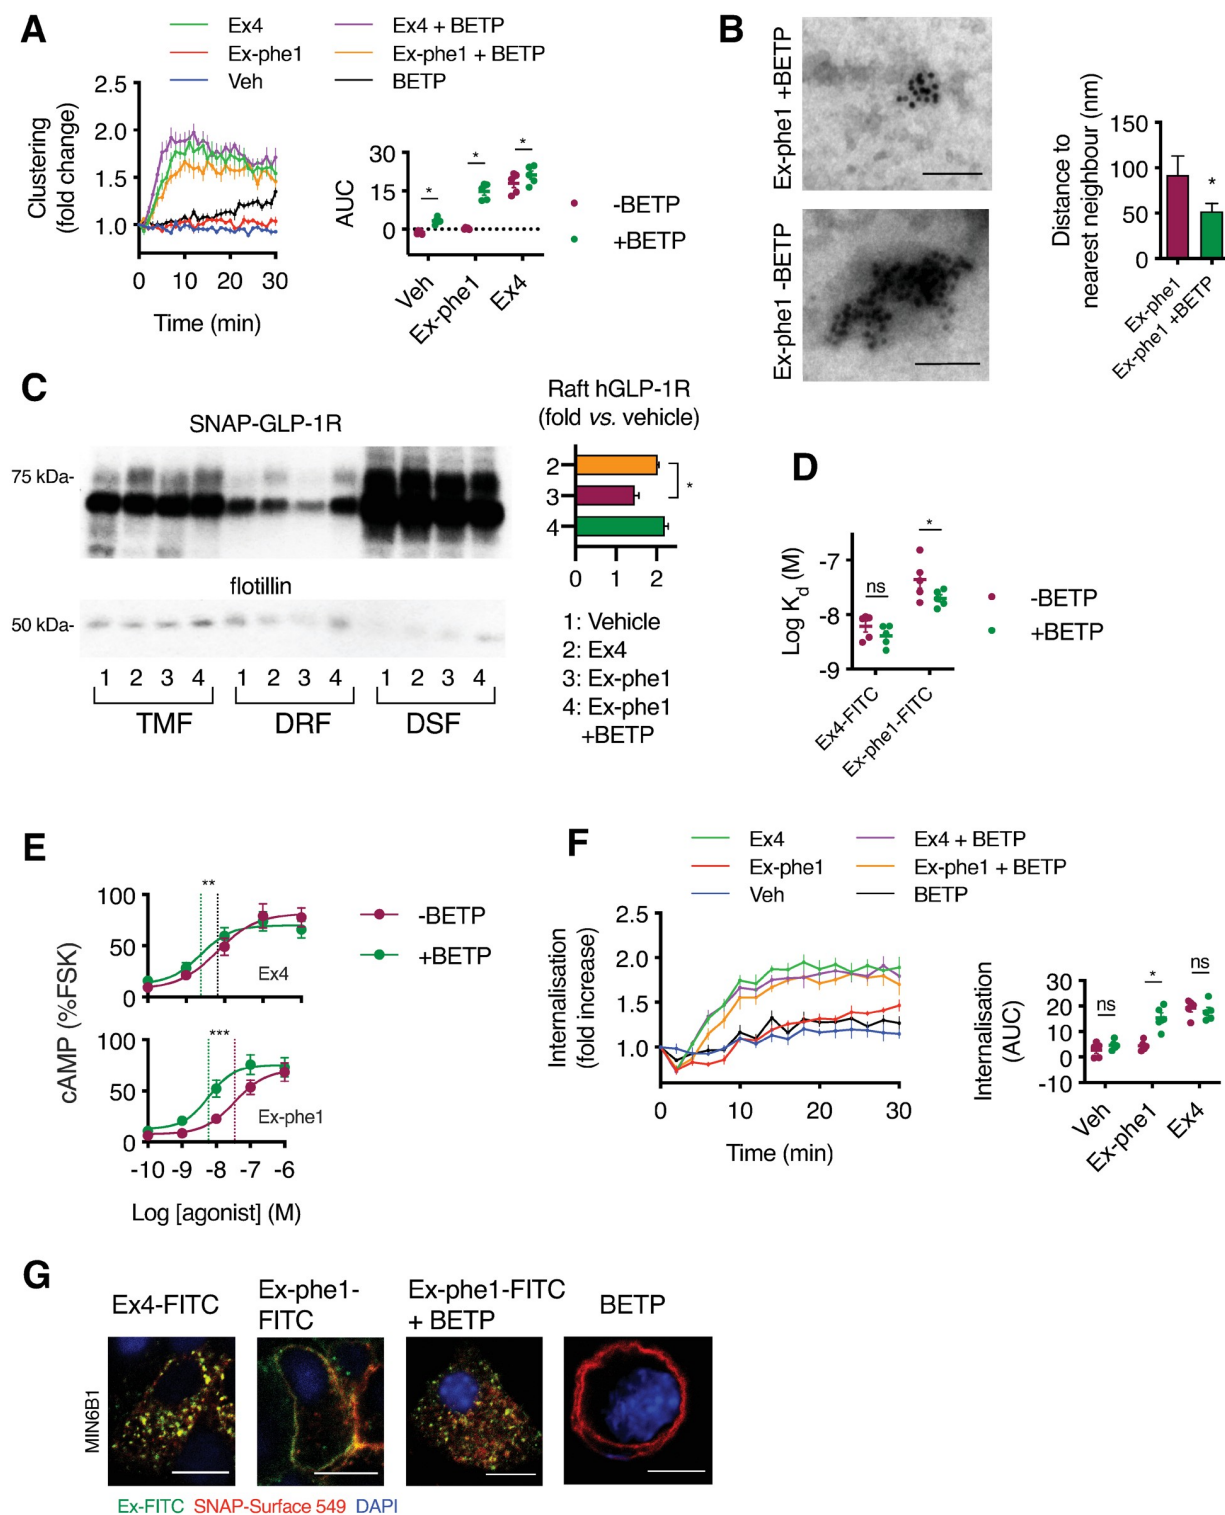 A
Ex4
Ex4 + BETP
Ex-phe1
Ex-phe1 + BETP
Veh
BETP
Clustering
(fold change)
2.5
2.0
1.5
1.0
0
10
20
30
Time (min)
AUC
30
15
0
*
*
*
Veh
Ex-phe1
Ex4
-BETP
+BETP
B
Ex-phe1 +BETP
Ex-phe1 -BETP
Distance to
nearest neighbour (nm)
150
100
50
0
*
Ex-phe1
Ex-phe1 +BETP
C
SNAP-GLP-1R
75 kDa-
flotillin
50 kDa-
1 2 3 4 1 2 3 4 1 2 3 4
TMF DRF DSF
Raft hGLP-1R
(fold vs. vehicle)
2
3
4
*
0 1 2
1: Vehicle
2: Ex4
3: Ex-phe1
4: Ex-phe1
+BETP
D
Log Kd (M)
-7
-8
-9
ns
*
Ex4-FITC
Ex-phe1-FITC
-BETP
+BETP
E
cAMP (%FSK)
100
50
0
**
Ex4
-BETP
+BETP
100
50
0
***
Ex-phe1
-10 -9 -8 -7 -6
Log [agonist] (M)
F
Ex4
Ex4 + BETP
Ex-phe1
Ex-phe1 + BETP
Veh
BETP
Internalisation
(fold increase)
2.5
2.0
1.5
1.0
0 10 20 30
Time (min)
Internalisation
(AUC)
30
20
10
0
-10
ns
*
ns
Veh
Ex-phe1
Ex4
G
Ex4-FITC
Ex-phe1-
FITC
Ex-phe1-FITC
+ BETP
BETP
MIN6B1
Ex-FITC SNAP-Surface 549 DAPI